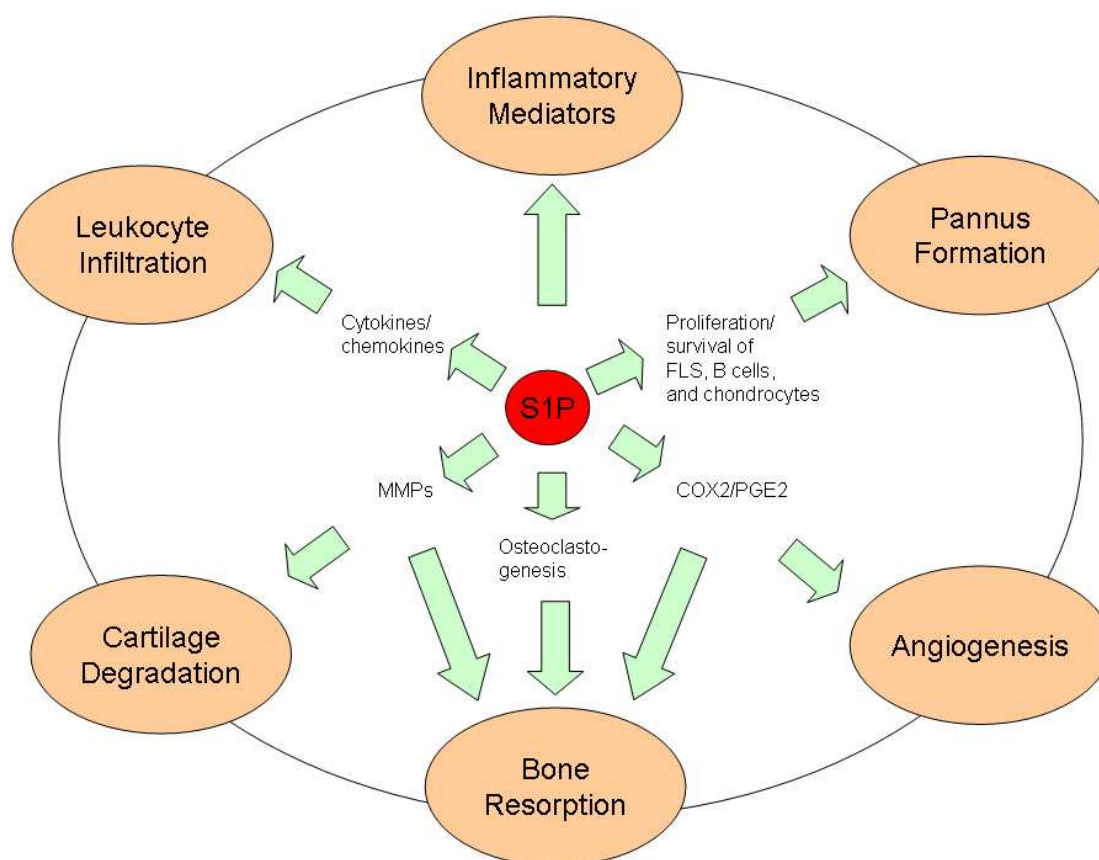 Inflammatory
Mediators
Leukocyte
Infiltration
Pannus
Formation
Cytokines/
chemokines
Proliferation/
survival of
FLS, B cells,
and chondrocytes
S1P
MMPs
COX2/PGE2
Osteoclasto-
genesis
Cartilage
Degradation
Angiogenesis
Bone
Resorption